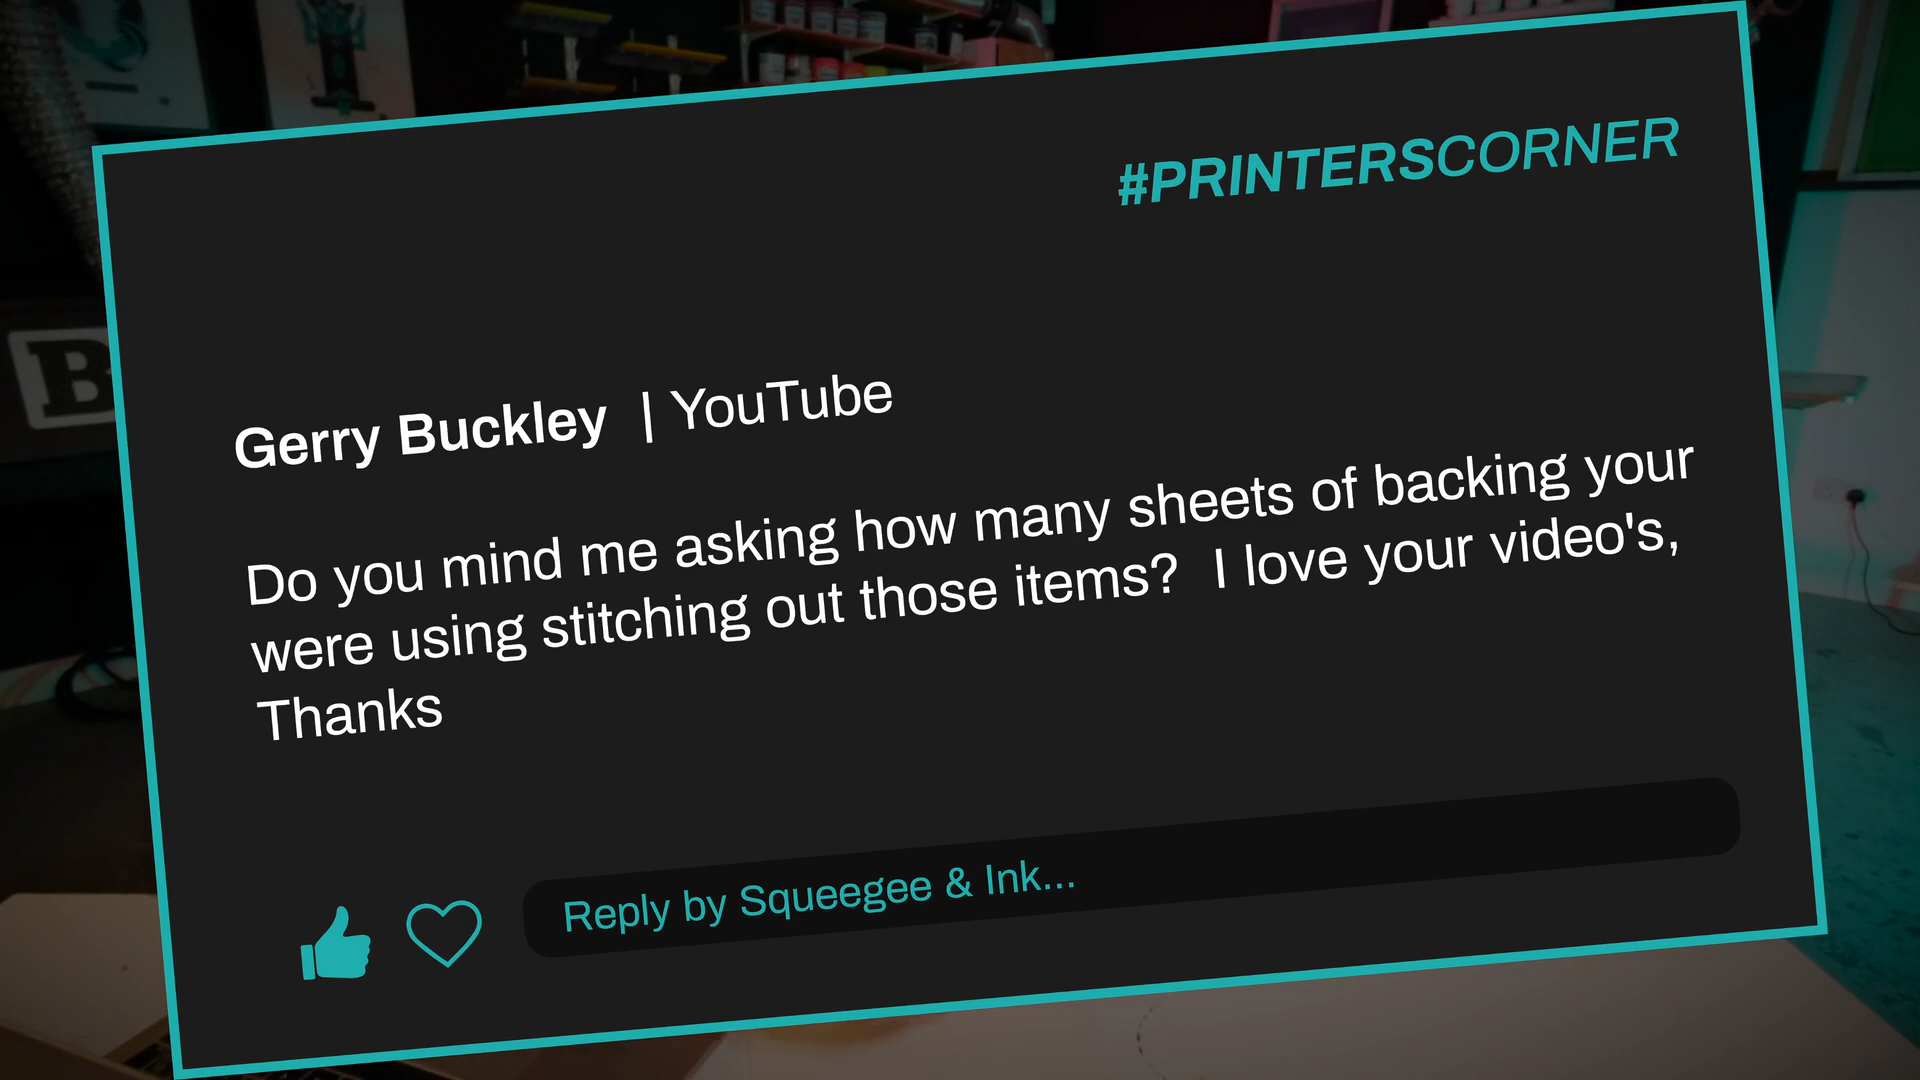 #PRINTERSCORNER
Gerry Buckley | YouTube
Do you mind me asking how many sheets of backing your
were using stitching out those items? I love your video's,
Thanks
Reply by Squeegee & Ink...
B